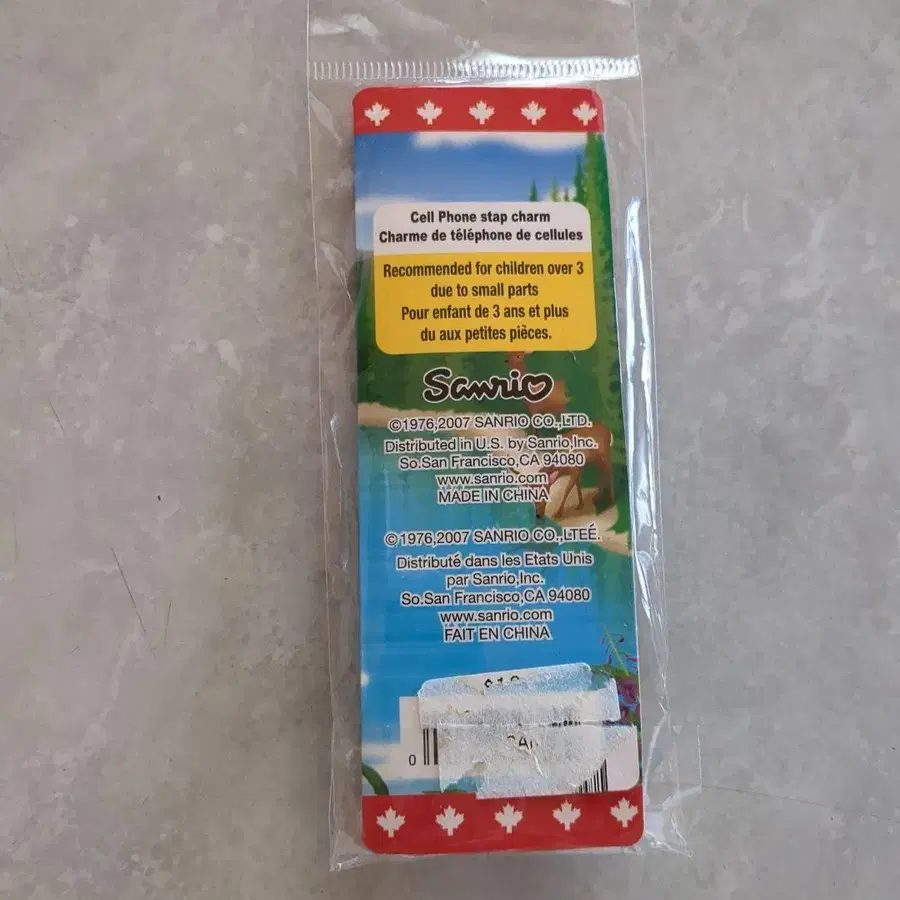 Cell Phone stap charm
Charme de téléphone de cellules
Recommended for children over 3
due to small parts
Pour enfant de 3 ans et plus
du aux petites pièces.
Sanrio
©1976,2007 SANRIO CO.,LTD.
Distributed in U.S. by Sanrio,Inc.
So.San Francisco,CA 94080
www.sanrio.com
MADE IN CHINA
©1976,2007 SANRIO CO.,LTEÉ.
Distribué dans les Etats Unis
par Sanrio,Inc.
So.San Francisco,CA 94080
www.sanrio.com
FAIT EN CHINA
0